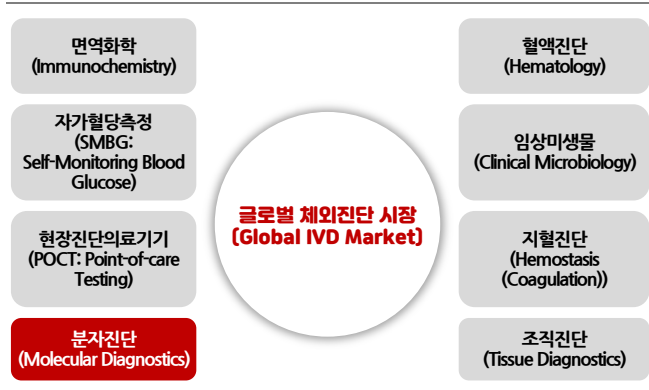 면역화학
(Immunochemistry)
자가혈당측정
(SMBG:
Self-Monitoring Blood
Glucose)
현장진단의료기기
(POCT: Point-of-care
Testing)
분자진단
(Molecular Diagnostics)
글로벌 체외진단 시장
(Global IVD Market)
혈액진단
(Hematology)
임상미생물
(Clinical Microbiology)
지혈진단
(Hemostasis
(Coagulation))
조직진단
(Tissue Diagnostics)